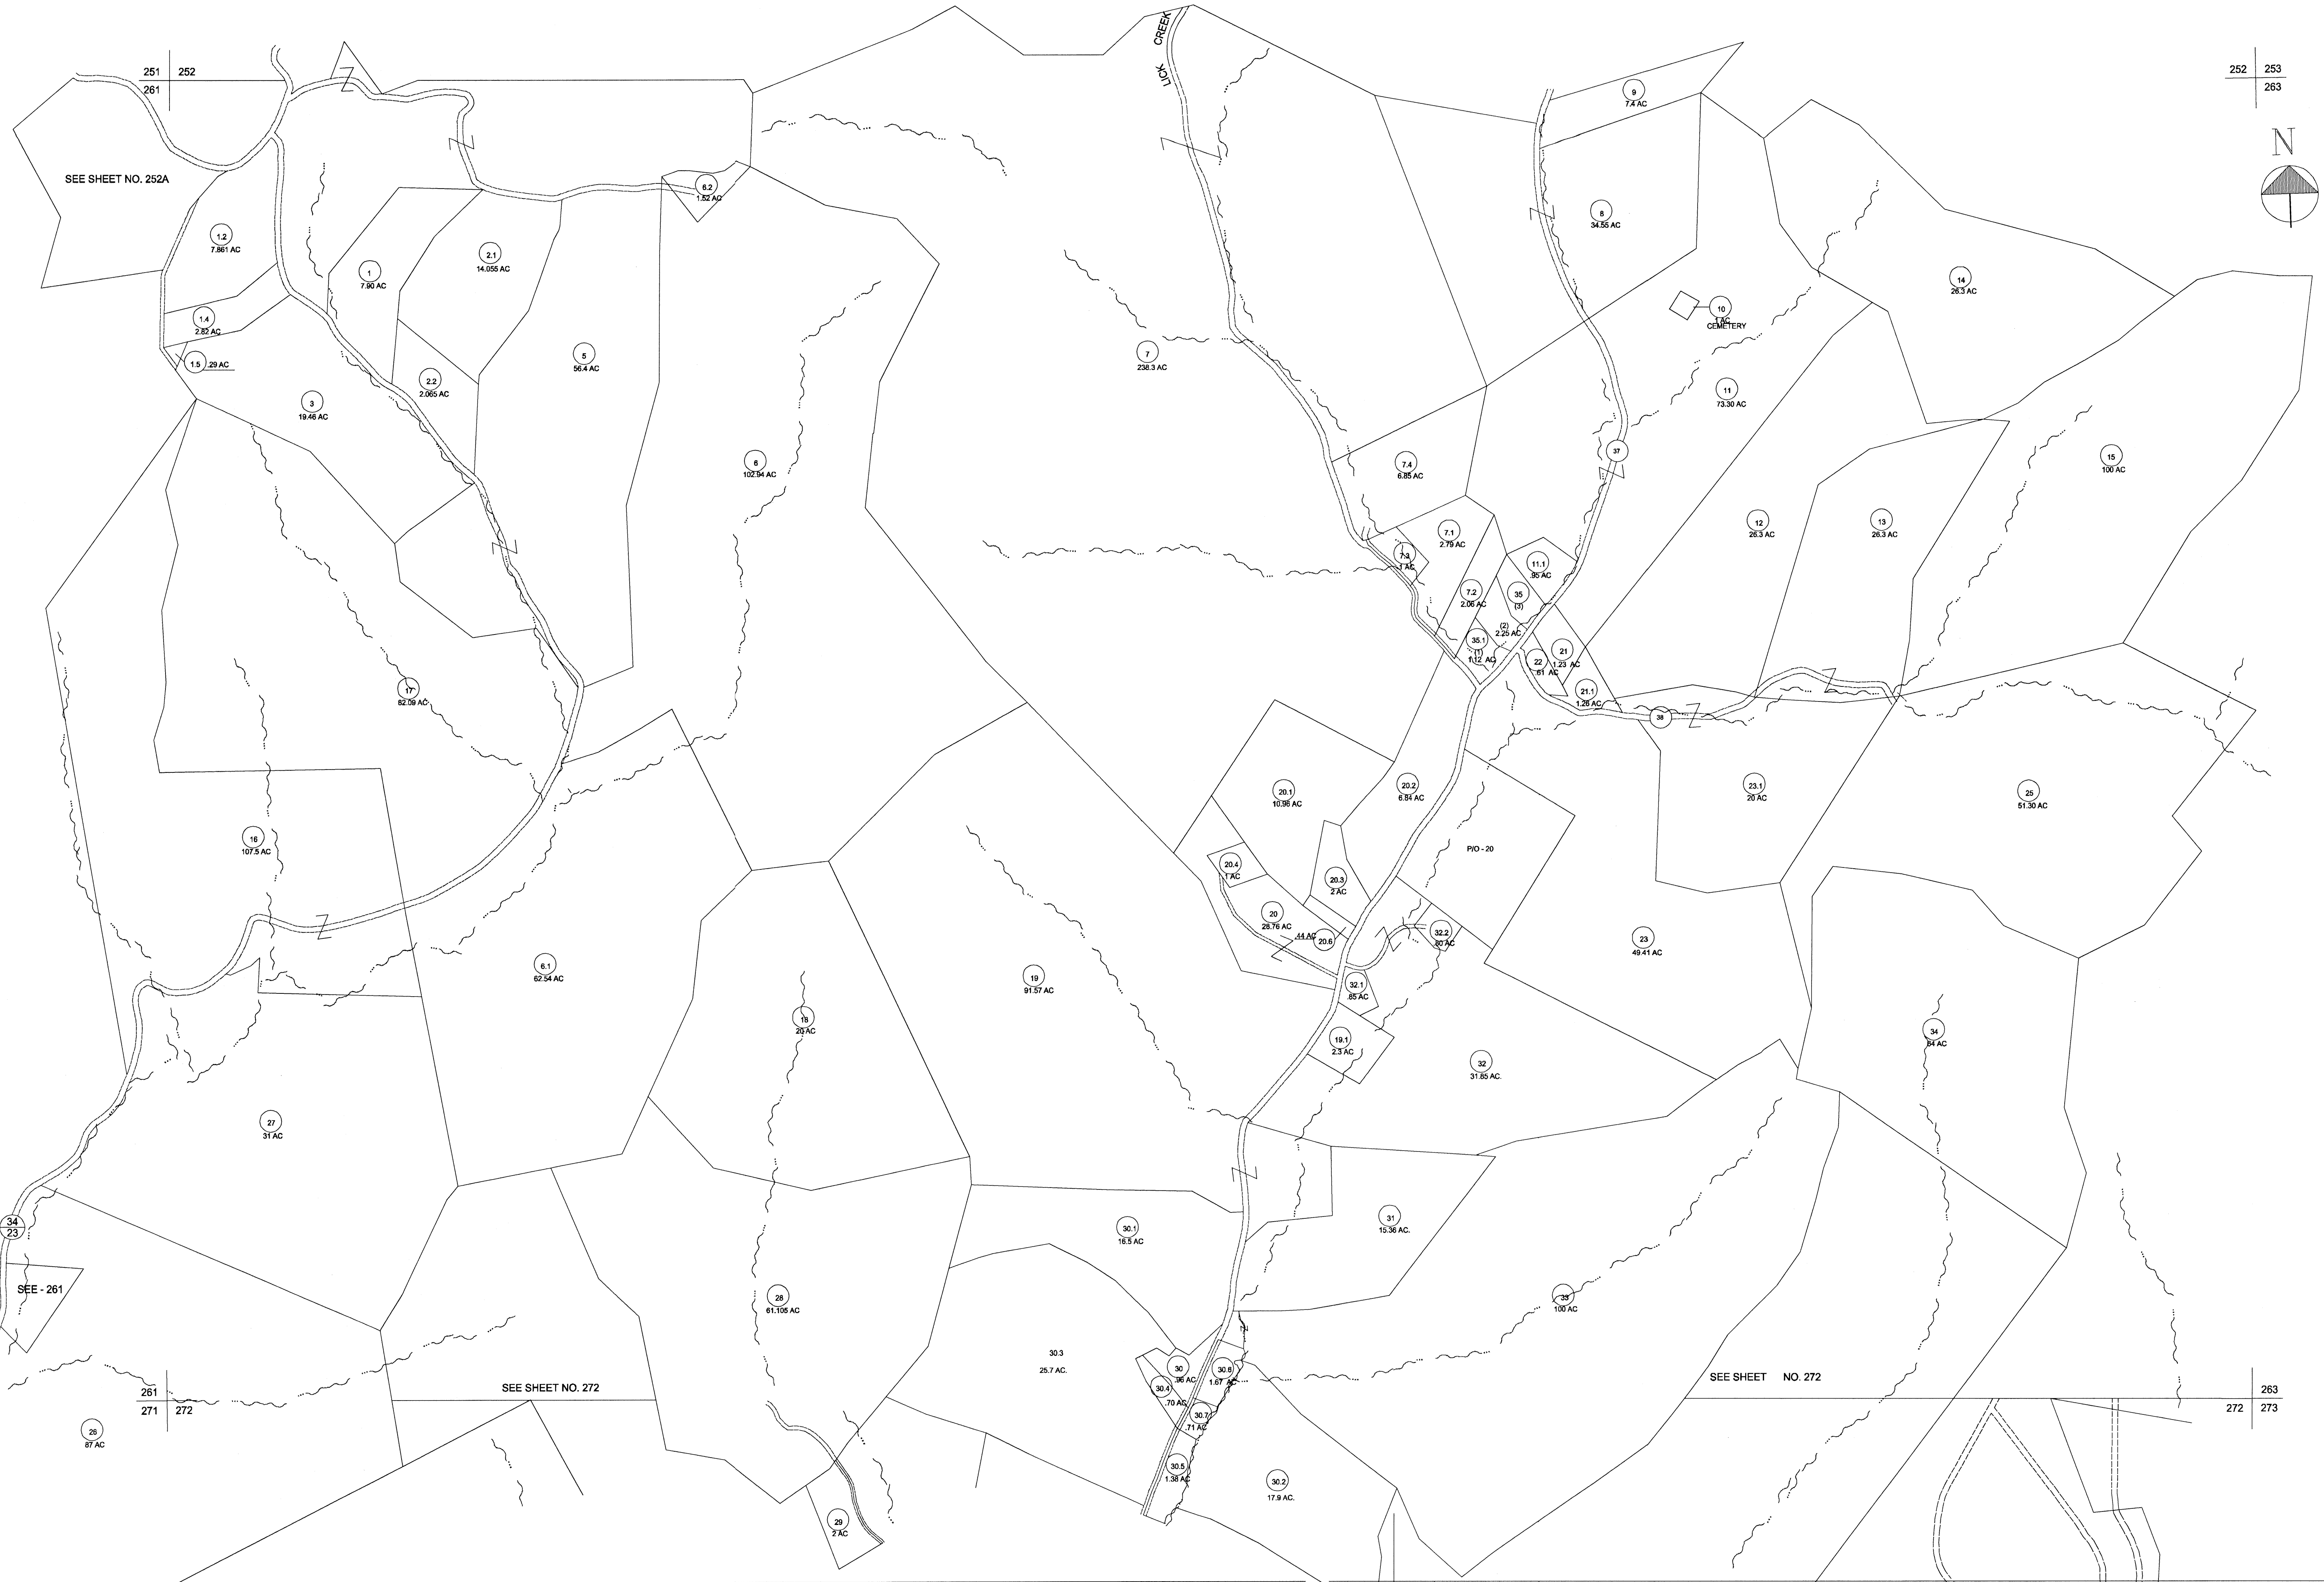 LICK CREEK
251 252
261
252 253
263
N
SEE SHEET NO. 252A
9
7.4 AC
6.2
1.52 AC
8
34.55 AC
1.2
7.861 AC
2.1
14.055 AC
1
7.90 AC
14
26.3 AC
10
1 AC
CEMETERY
1.4
2.82 AC
1.5 .29 AC
5
56.4 AC
7
238.3 AC
2.2
2.065 AC
11
73.30 AC
3
19.46 AC
37
6
102.94 AC
7.4
6.85 AC
15
100 AC
7.1
2.79 AC
12
26.3 AC
13
26.3 AC
7.3
.1 AC
11.1
.95 AC
7.2
2.06 AC
35
(3)
(2)
2.25 AC
35.1
(1)
1.12 AC
22
.61 AC
21
1.23 AC
21.1
1.26 AC
17
82.09 AC
38
20.1
10.96 AC
20.2
6.84 AC
23.1
20 AC
25
51.30 AC
16
107.5 AC
P/O - 20
20.4
1 AC
20.3
2 AC
20
28.76 AC
.44 AC 20.6
32.2
.60 AC
23
49.41 AC
6.1
62.54 AC
19
91.57 AC
32.1
.85 AC
18
20 AC
19.1
2.3 AC
34
64 AC
32
31.65 AC.
27
31 AC
34
23
30.1
16.5 AC
31
15.36 AC.
SEE - 261
28
61.105 AC
33
100 AC
30.3
25.7 AC.
30
.96 AC
30.6
1.67 AC
30.4
.70 AC
30.7
.71 AC
SEE SHEET NO. 272
SEE SHEET NO. 272
261
271 272
263
272 273
26
87 AC
30.5
1.38 AC
30.2
17.9 AC.
29
2 AC